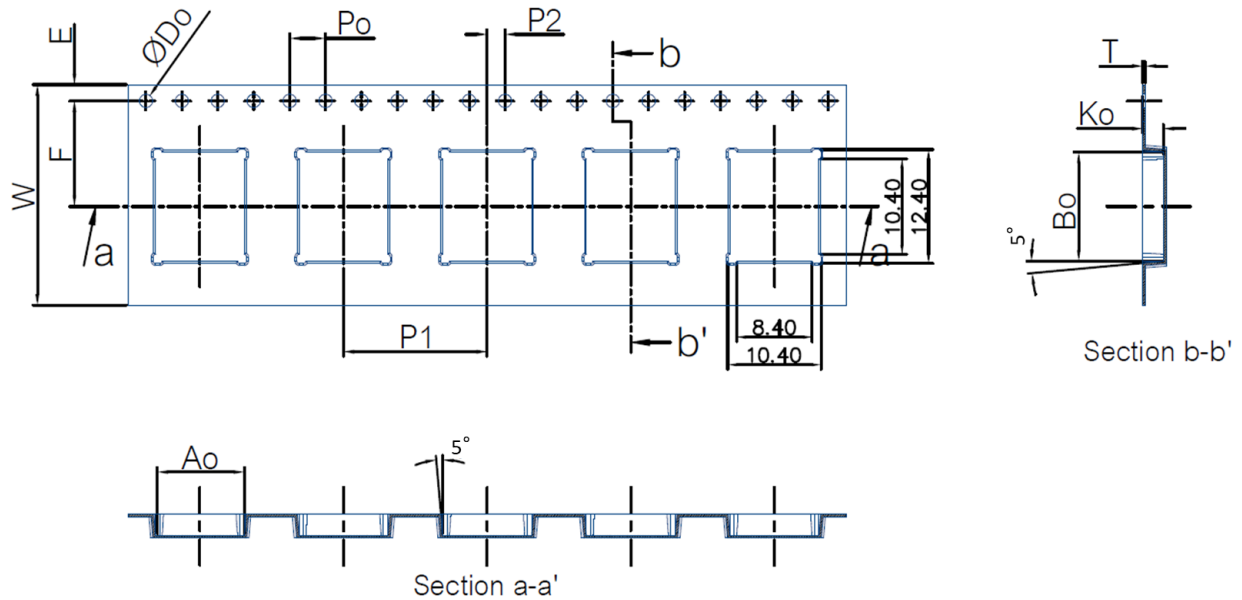 E
ØDo
Po
P2
b
T
Ko
F
W
a
10.40
12.40
a
Bo
5°
P1
b'
8.40
10.40
Section b-b'
Ao
5°
Section a-a'